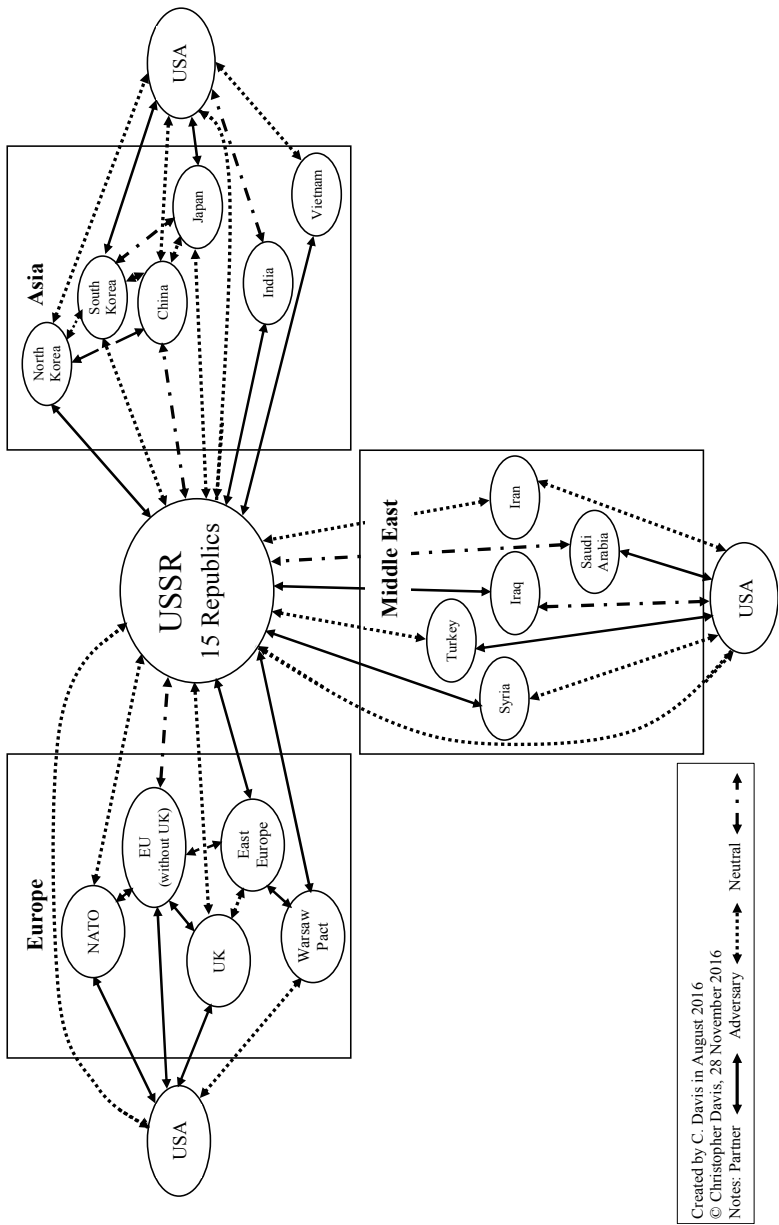 Europe
USA
NATO
EU
(without UK)
UK
East
Europe
Warsaw
Pact
USSR
15 Republics
Asia
North
Korea
South
Korea
China
Japan
India
Vietnam
USA
Middle East
Syria
Turkey
Iraq
Saudi
Arabia
Iran
USA
Created by C. Davis in August 2016
© Christopher Davis, 28 November 2016
Notes: Partner Adversary Neutral